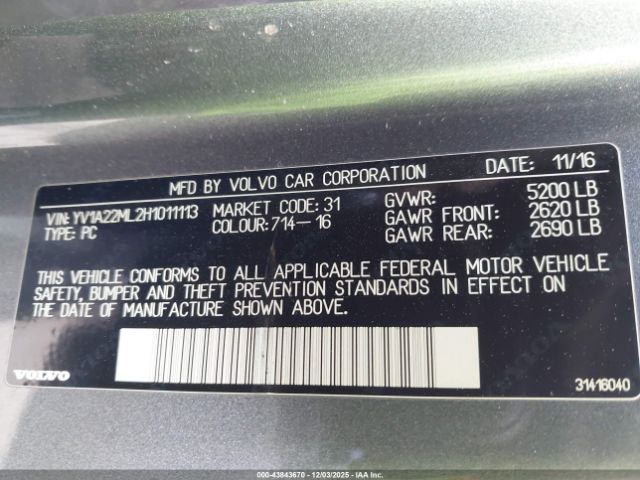 MFD BY VOLVO CAR CORPORATION DATE: 11/16
VIN: YV1A22ML2H1011113 MARKET CODE: 31 GVWR: 5200 LB
TYPE: PC COLOUR: 714-16 GAWR FRONT: 2620 LB
GAWR REAR: 2690 LB
THIS VEHICLE CONFORMS TO ALL APPLICABLE FEDERAL MOTOR VEHICLE
SAFETY, BUMPER AND THEFT PREVENTION STANDARDS IN EFFECT ON
THE DATE OF MANUFACTURE SHOWN ABOVE.
VOLVO 31416040
000-43843670 - 12/03/2025 - IAAI.COM